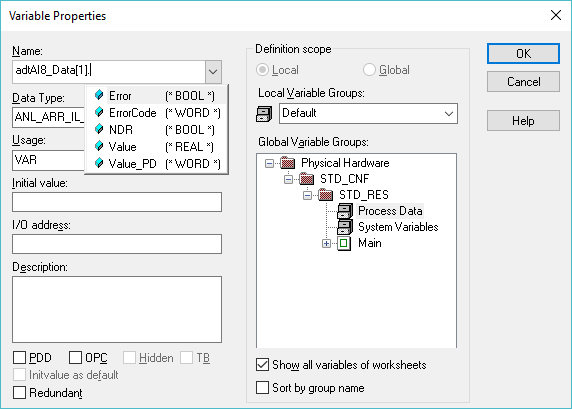 Variable Properties
Name:
adtAI8_Data[1].
Error (* BOOL *)
ErrorCode (* WORD *)
NDR (* BOOL *)
Value (* REAL *)
Value_PD (* WORD *)
Data Type:
ANL_ARR_IL_
Usage:
VAR
Initial value:
I/O address:
Description:
PDD
OPC
Hidden
TB
Initvalue as default
Redundant
Definition scope
Local
Global
Local Variable Groups:
Default
Global Variable Groups:
Physical Hardware
STD_CNF
STD_RES
Process Data
System Variables
Main
Show all variables of worksheets
Sort by group name
OK
Cancel
Help